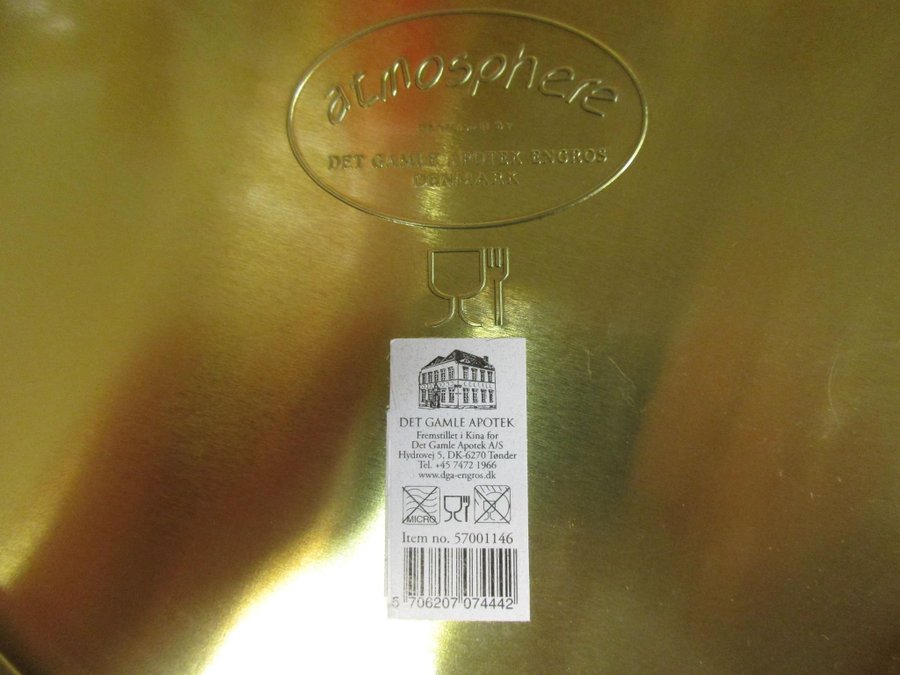 atmosphere
DET GAMLE APOTEK ENGROS
DENMARK
DET GAMLE APOTEK
Fremstillet i Kina for
Det Gamle Apotek A/S
Hydrovej 5, DK-6270 Tønder
Tel. +45 7472 1966
www.dga-engros.dk
MICRO
Item no. 57001146
5 706207 074442